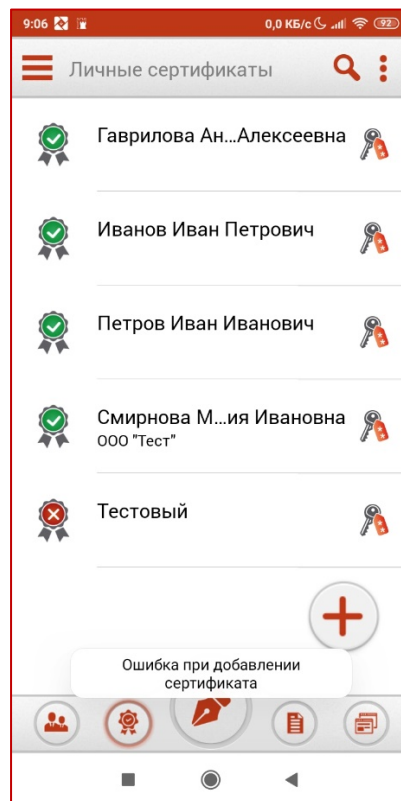 9:06 0,0 КБ/с 92
Личные сертификаты
Гаврилова Ан...Алексеевна
Иванов Иван Петрович
Петров Иван Иванович
Смирнова М...ия Ивановна
ООО "Тест"
Тестовый
Ошибка при добавлении
сертификата